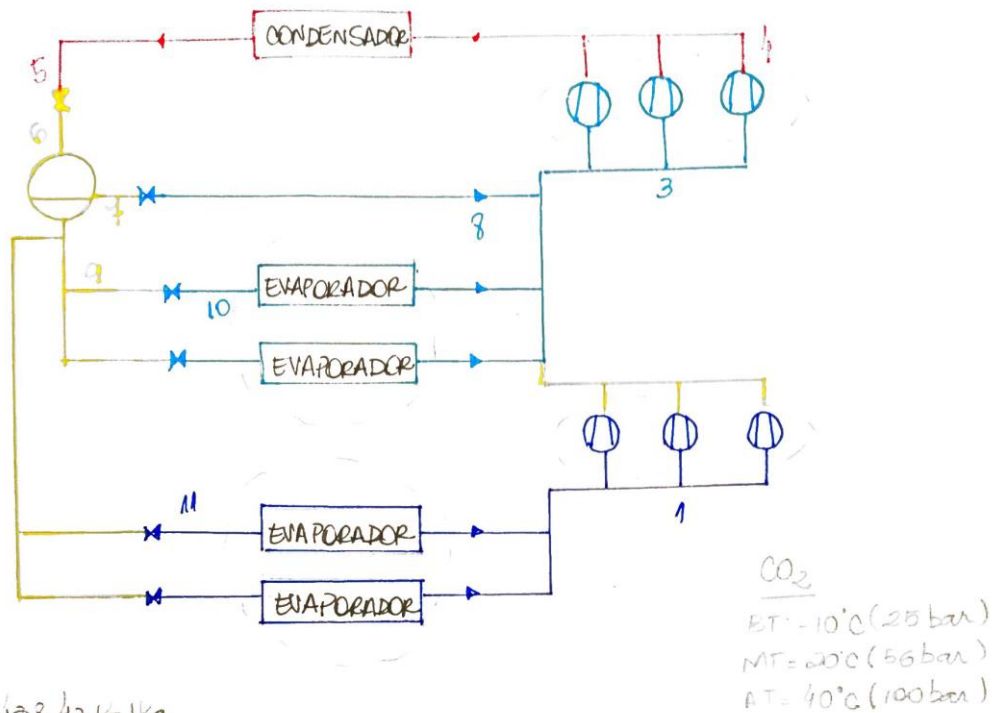 CONDENSADOR
4
5
6
3
7
8
9
EVAPORADOR
10
EVAPORADOR
11
EVAPORADOR
1
EVAPORADOR
CO₂
BT -10°C (25 bar)
MT = 20°C (56 bar)
AT - 40°C (100 bar)